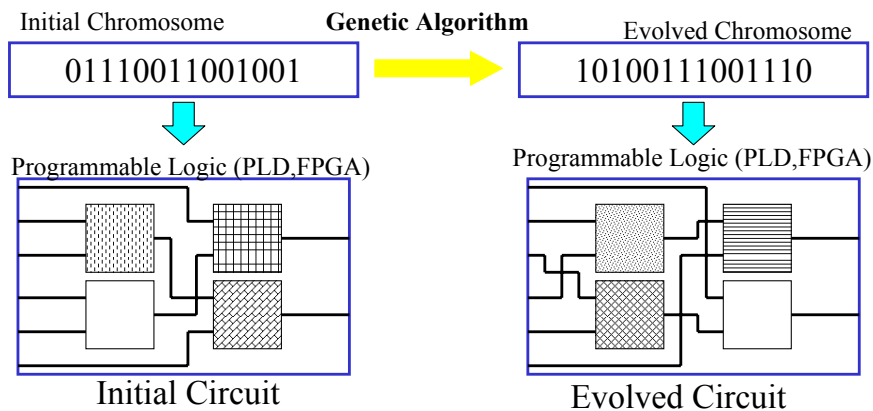 Initial Chromosome
Genetic Algorithm
Evolved Chromosome
01110011001001
10100111001110
Programmable Logic (PLD,FPGA)
Programmable Logic (PLD,FPGA)
Initial Circuit
Evolved Circuit